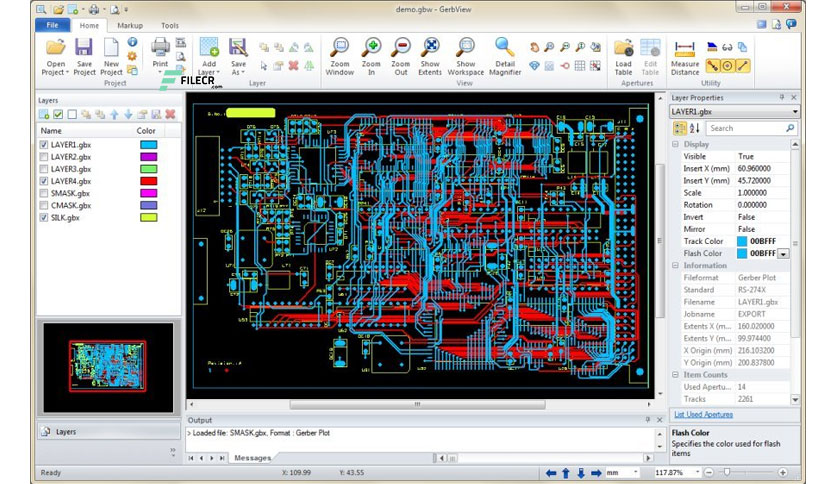 demo.gbw - GerbView
File Home Markup Tools
Open Project Save Project New Project Print Add Layer Save As Zoom Window Zoom In Zoom Out Show Extents Show Workspace Detail Magnifier Load Table Edit Table Measure Distance
Project Layer View Apertures Utility
FILECR
.com
Layers
Name Color
LAYER1.gbx
LAYER2.gbx
LAYER3.gbx
LAYER4.gbx
SMASK.gbx
CMASK.gbx
SILK.gbx
Layers
Output
> Loaded file: SMASK.gbx, Format : Gerber Plot
Messages
Layer Properties
LAYER1.gbx
Search
Display
Visible True
Insert X (mm) 60.960000
Insert Y (mm) 45.720000
Scale 1.000000
Rotation 0.000000
Invert False
Mirror False
Track Color 00BFFF
Flash Color 00BFFF
Information
Fileformat Gerber Plot
Standard RS-274X
Filename LAYER1.gbx
Jobname EXPORT
Extents X (m... 160.020000
Extents Y (m... 99.974400
X Origin (mm) 216.103200
Y Origin (mm) 200.837800
Item Counts
Used Apertu... 14
Tracks 2261
List Used Apertures
Flash Color
Specifies the color used for flash
items
Ready X: 109.99 Y: 43.55 mm 117.87%